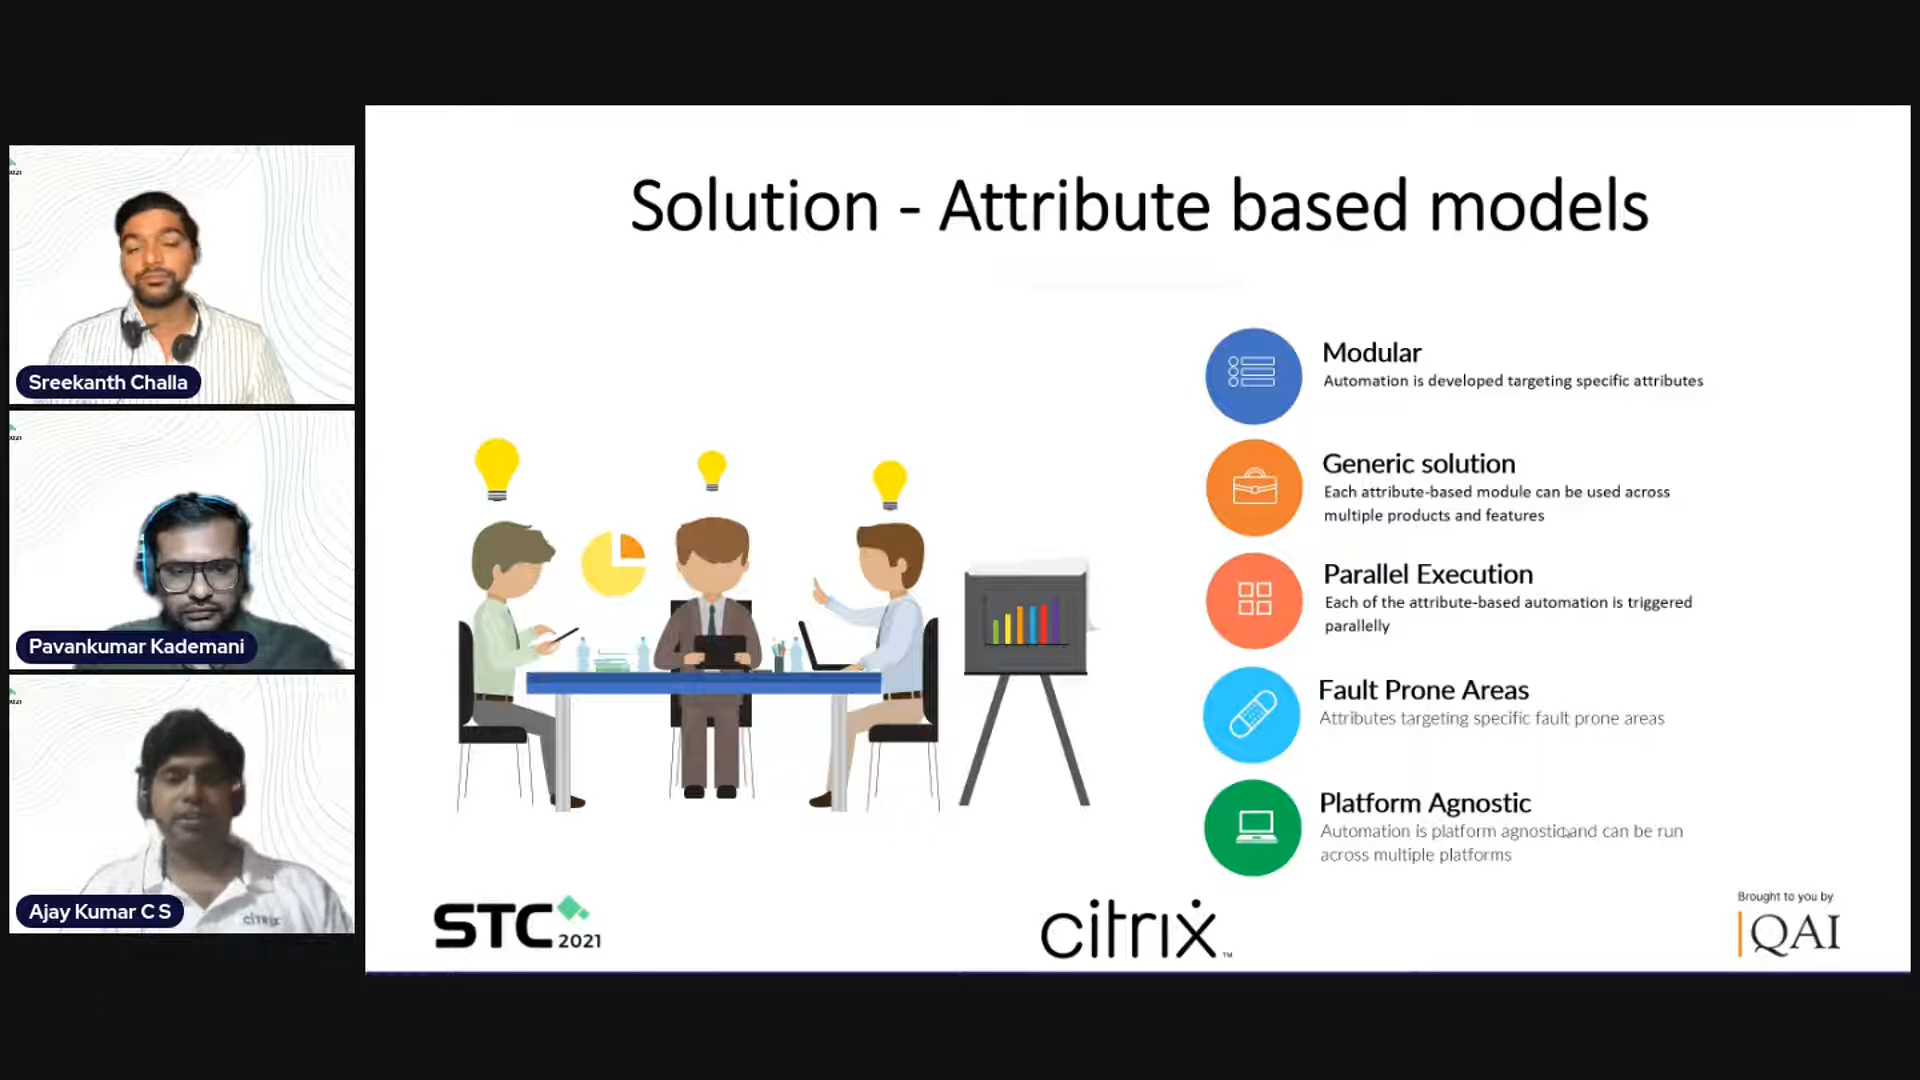 Solution - Attribute based models
Sreekanth Challa
Pavankumar Kademani
Ajay Kumar C S
citrix
Modular
Automation is developed targeting specific attributes
Generic solution
Each attribute-based module can be used across
multiple products and features
Parallel Execution
Each of the attribute-based automation is triggered
parallelly
Fault Prone Areas
Attributes targeting specific fault prone areas
Platform Agnostic
Automation is platform agnostic and can be run
across multiple platforms
STC 2021
citrix™
Brought to you by
QAI